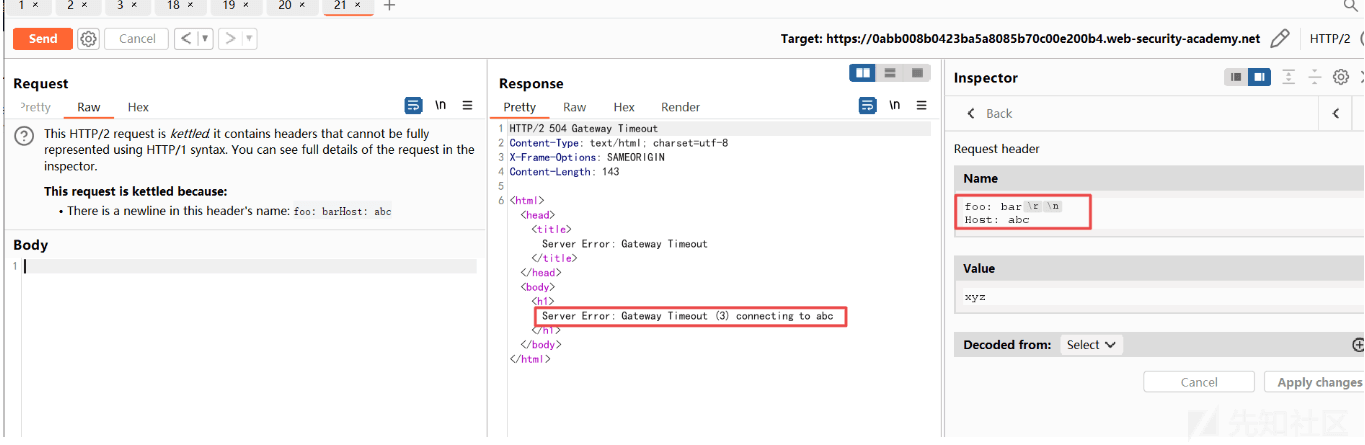 1 × 2 × 3 × 18 × 19 × 20 × 21 × +
Send Cancel < ▼ > ▼ Target: https://0abb008b0423ba5a8085b70c00e200b4.web-security-academy.net HTTP/2
Request
Pretty Raw Hex \n
This HTTP/2 request is kettled: it contains headers that cannot be fully
represented using HTTP/1 syntax. You can see full details of the request in the
inspector.
This request is kettled because:
• There is a newline in this header's name: foo: barHost: abc
Body
1
Response
Pretty Raw Hex Render \n
1 HTTP/2 504 Gateway Timeout
2 Content-Type: text/html; charset=utf-8
3 X-Frame-Options: SAMEORIGIN
4 Content-Length: 143
5
6 <html>
<head>
<title>
Server Error: Gateway Timeout
</title>
</head>
<body>
<h1>
Server Error: Gateway Timeout (3) connecting to abc
</h1>
</body>
</html>
Inspector
< Back <
Request header
Name
foo: bar \r \n
Host: abc
Value
xyz
Decoded from: Select
Cancel Apply changes
先知社区